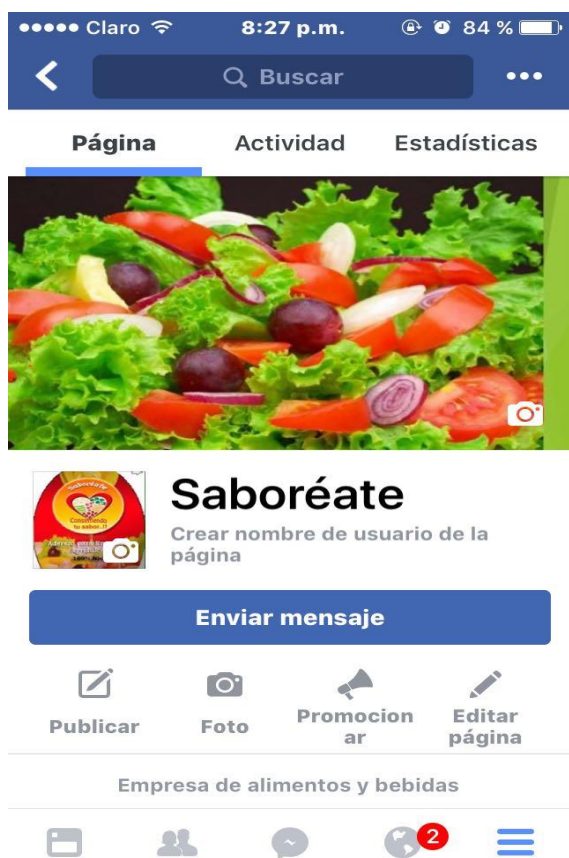 Claro 8:27 p.m. 84 %
Buscar
Página Actividad Estadísticas
Saboréate
Crear nombre de usuario de la
página
Enviar mensaje
Publicar Foto Promocion
ar Editar
página
Empresa de alimentos y bebidas
2